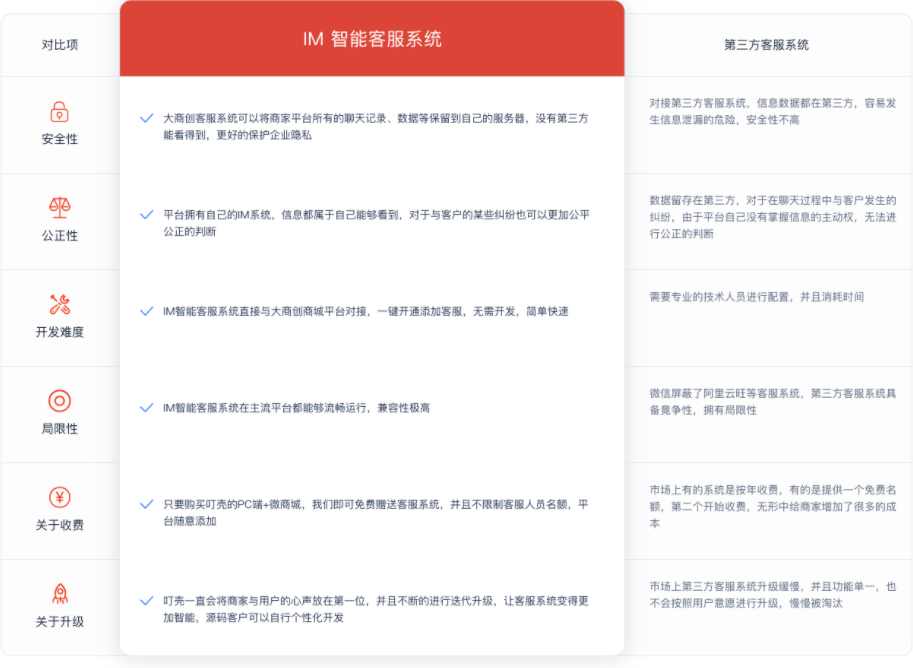 对比项
IM 智能客服系统
第三方客服系统
安全性
大商创客服系统可以将商家平台所有的聊天记录、数据等保留到自己的服务器，没有第三方
能看得到，更好的保护企业隐私
对接第三方客服系统，信息数据都在第三方，容易发
生信息泄漏的危险，安全性不高
公正性
平台拥有自己的IM系统，信息都属于自己能够看到，对于与客户的某些纠纷也可以更加公平
公正的判断
数据留存在第三方，对于在聊天过程中与客户发生的
纠纷，由于平台自己没有掌握信息的主动权，无法进
行公正的判断
开发难度
IM智能客服系统直接与大商创商城平台对接，一键开通添加客服，无需开发，简单快速
需要专业的技术人员进行配置，并且消耗时间
局限性
IM智能客服系统在主流平台都能够流畅运行，兼容性极高
微信屏蔽了阿里云旺等客服系统，第三方客服系统具
备竞争性，拥有局限性
¥
关于收费
只要购买叮壳的PC端+微商城，我们即可免费赠送客服系统，并且不限制客服人员名额，平
台随意添加
市场上有的系统是按年收费，有的是提供一个免费名
额，第二个开始收费，无形中给商家增加了很多的成
本
关于升级
叮壳一直会将商家与用户的心声放在第一位，并且不断的进行迭代升级，让客服系统变得更
加智能，源码客户可以自行个性化开发
市场上第三方客服系统升级缓慢，并且功能单一，也
不会按照用户意愿进行升级，慢慢被淘汰